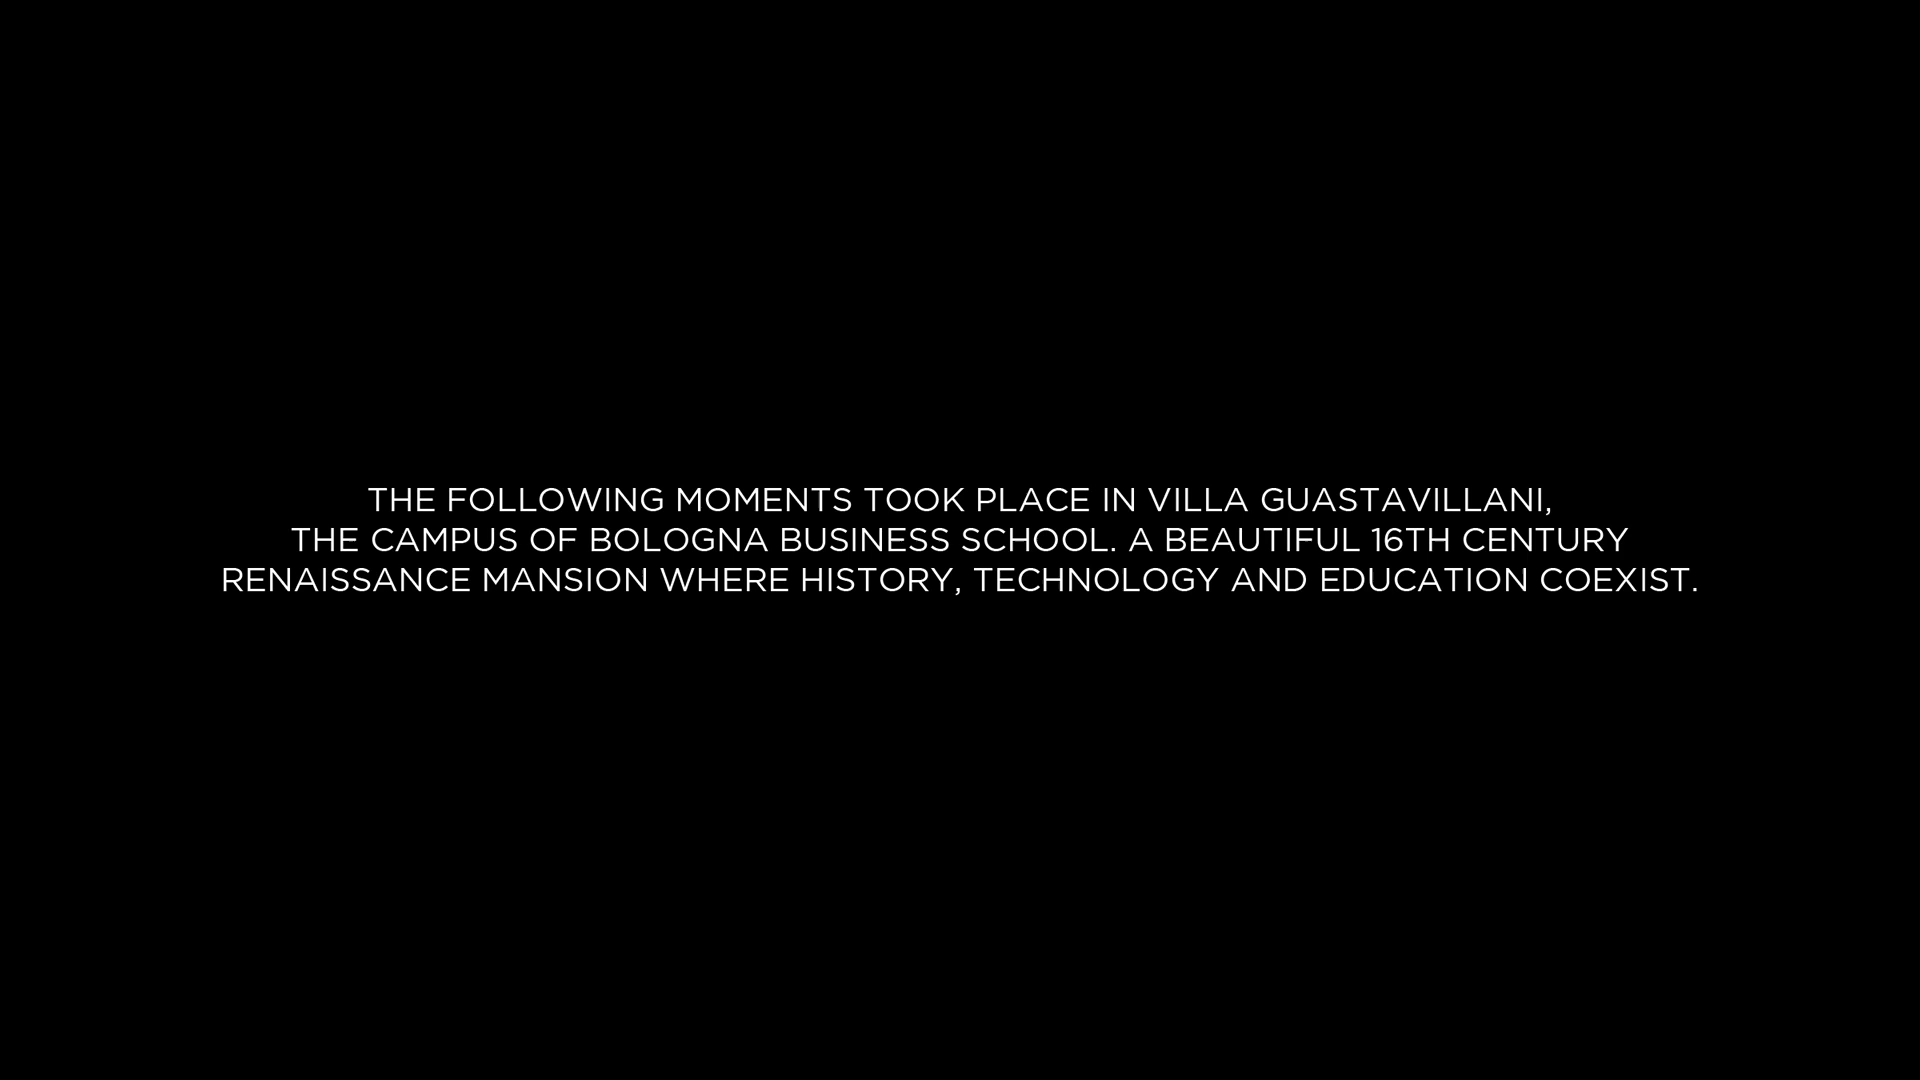 THE FOLLOWING MOMENTS TOOK PLACE IN VILLA GUASTAVILLANI,
THE CAMPUS OF BOLOGNA BUSINESS SCHOOL. A BEAUTIFUL 16TH CENTURY
RENAISSANCE MANSION WHERE HISTORY, TECHNOLOGY AND EDUCATION COEXIST.